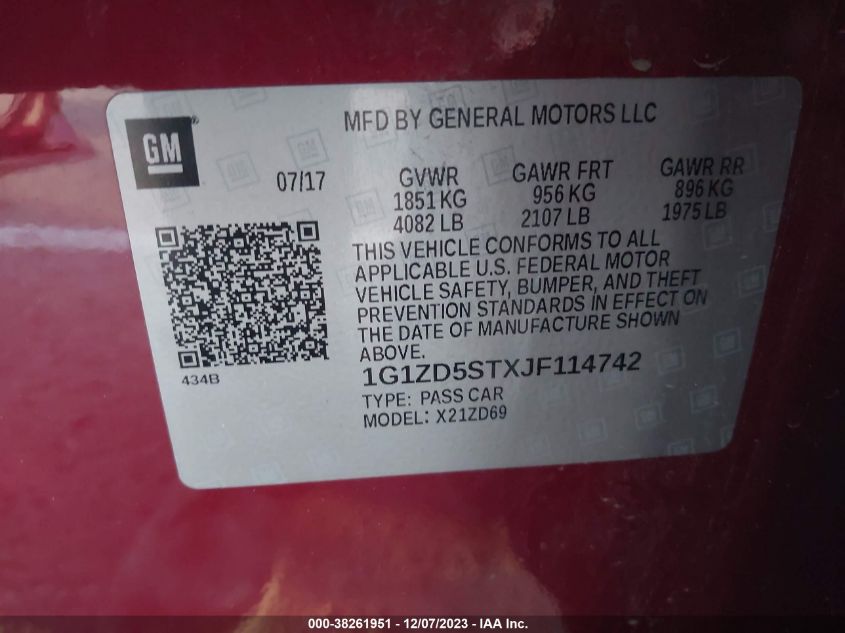 MFD BY GENERAL MOTORS LLC
GM
07/17
GVWR
1851 KG
4082 LB
GAWR FRT
956 KG
2107 LB
GAWR RR
896 KG
1975 LB
THIS VEHICLE CONFORMS TO ALL
APPLICABLE U.S. FEDERAL MOTOR
VEHICLE SAFETY, BUMPER, AND THEFT
PREVENTION STANDARDS IN EFFECT ON
THE DATE OF MANUFACTURE SHOWN
ABOVE.
434B
1G1ZD5STXJF114742
TYPE: PASS CAR
MODEL: X21ZD69
000-38261951 - 12/07/2023 - IAA Inc.